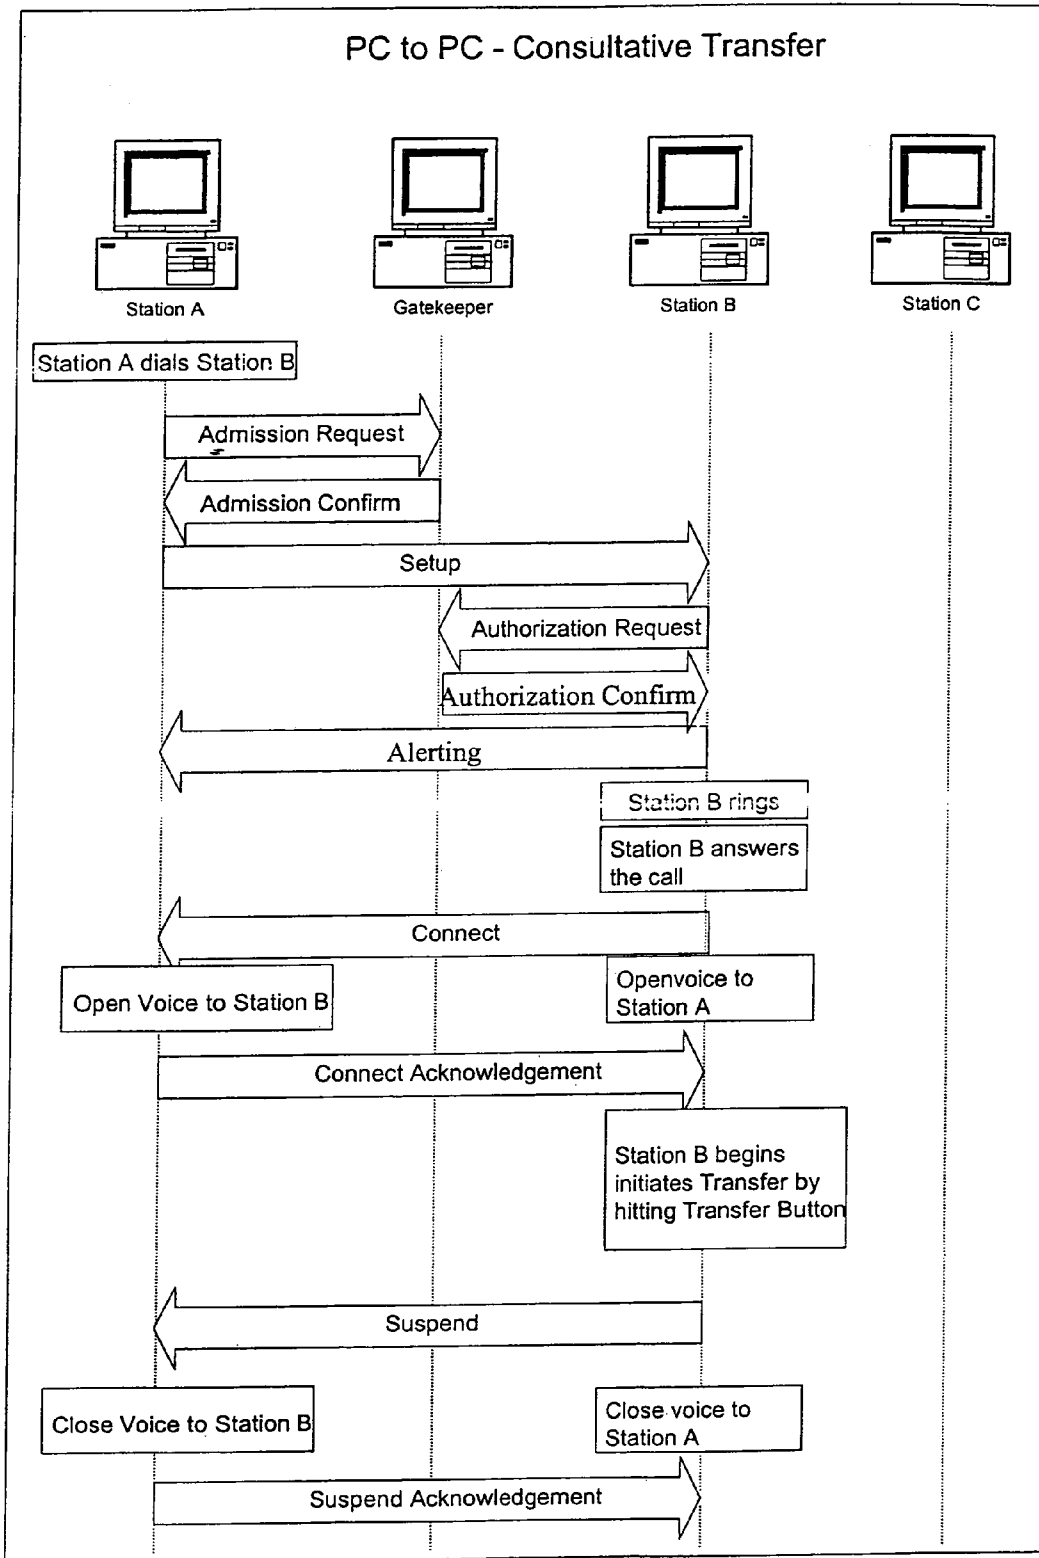 PC to PC - Consultative Transfer
Station A
Gatekeeper
Station B
Station C
Station A dials Station B
Admission Request
Admission Confirm
Setup
Authorization Request
Authorization Confirm
Alerting
Station B rings
Station B answers
the call
Connect
Open Voice to Station B
Openvoice to
Station A
Connect Acknowledgement
Station B begins
initiates Transfer by
hitting Transfer Button
Suspend
Close Voice to Station B
Close voice to
Station A
Suspend Acknowledgement